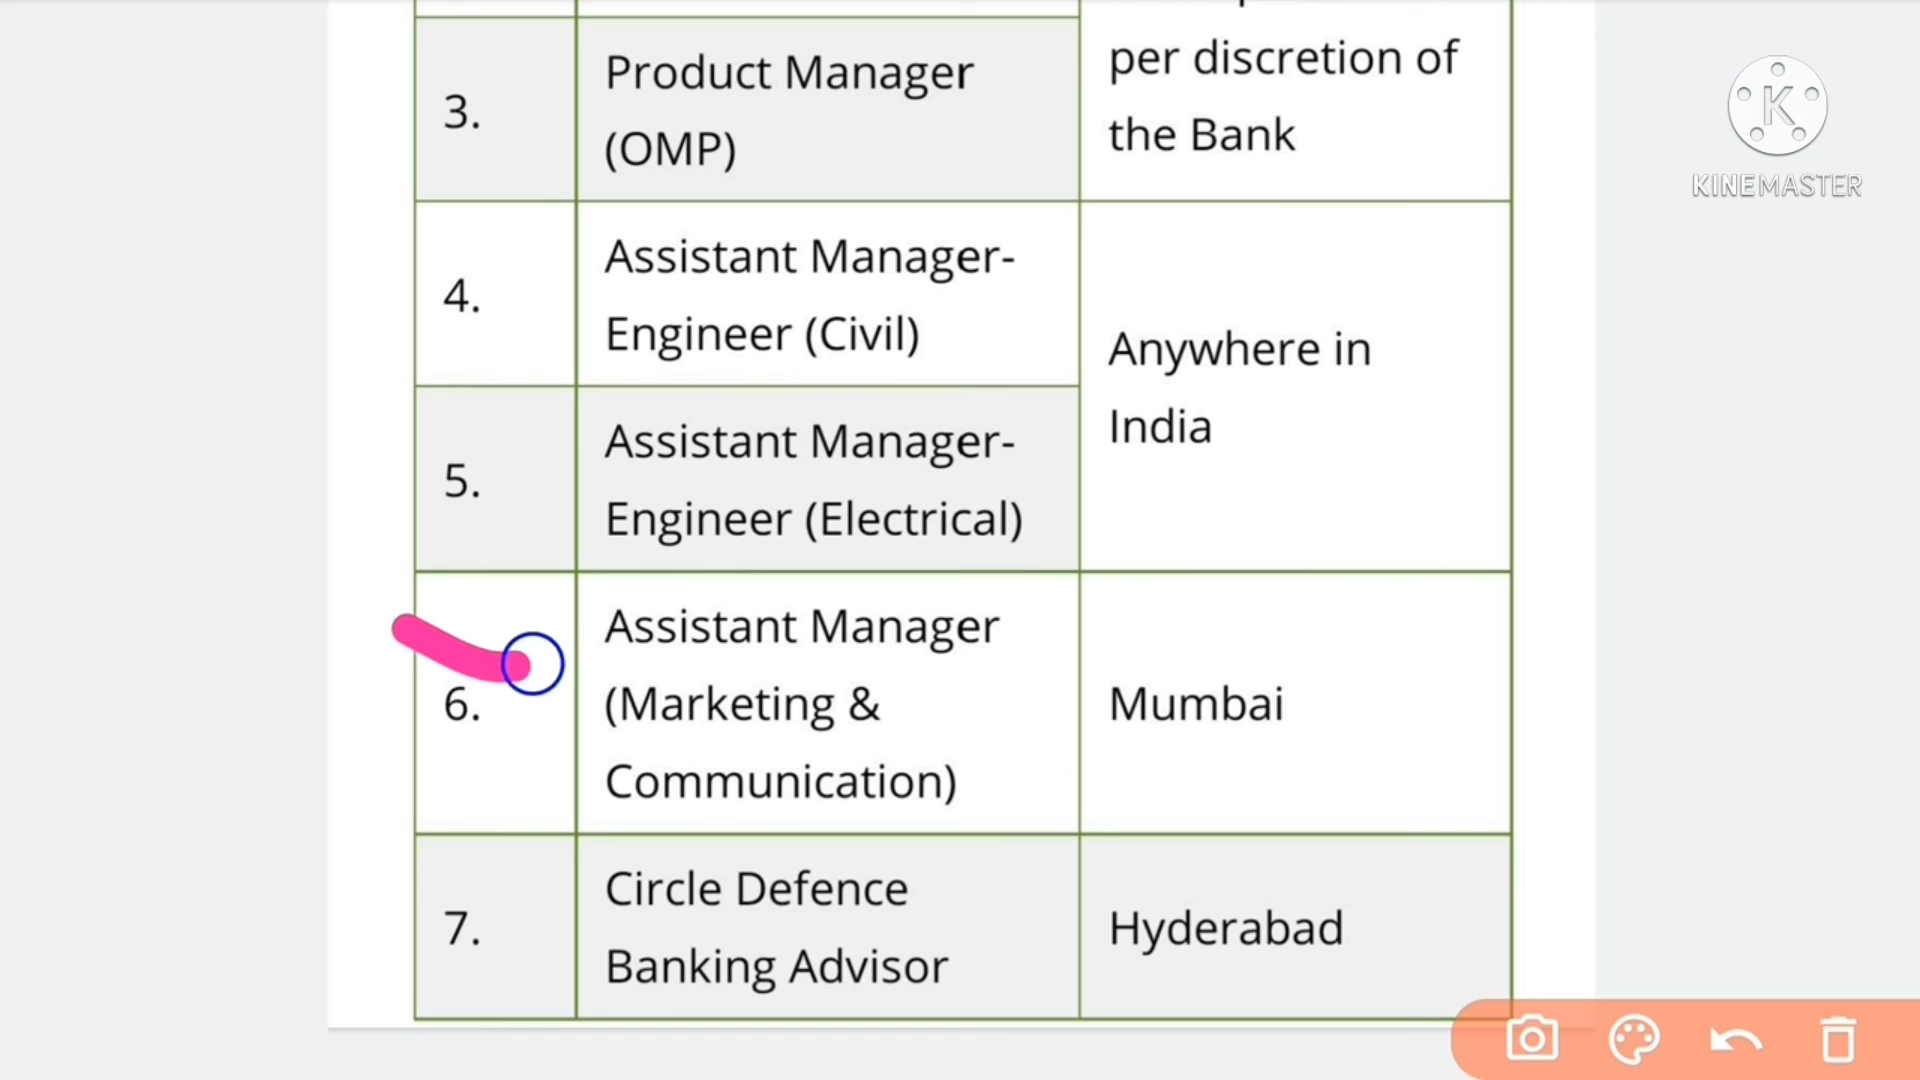 per discretion of
the Bank
3.
Product Manager
(OMP)
4.
Assistant Manager-
Engineer (Civil)
Anywhere in
India
5.
Assistant Manager-
Engineer (Electrical)
6.
Assistant Manager
(Marketing &
Communication)
Mumbai
7.
Circle Defence
Banking Advisor
Hyderabad
K
KINEMASTER